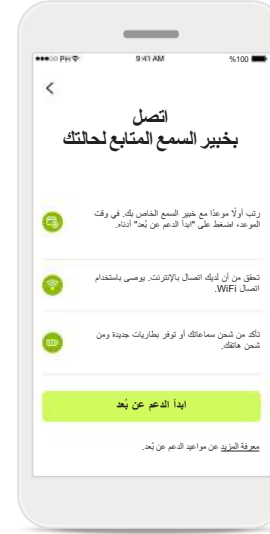 ●●●○○ PH 9:41 AM %100
اتصل
بخبير السمع المتابع لحالتك
رتب أولًا موعدًا مع خبير السمع الخاص بك. في وقت
الموعد، اضغط على "ابدأ الدعم عن بُعد" أدناه.
تحقق من أن لديك اتصال بالإنترنت. يوصى باستخدام
اتصال WiFi.
تأكد من شحن سماعاتك أو توفر بطاريات جديدة ومن
شحن هاتفك.
ابدأ الدعم عن بُعد
معرفة المزيد عن مواعيد الدعم عن بُعد.